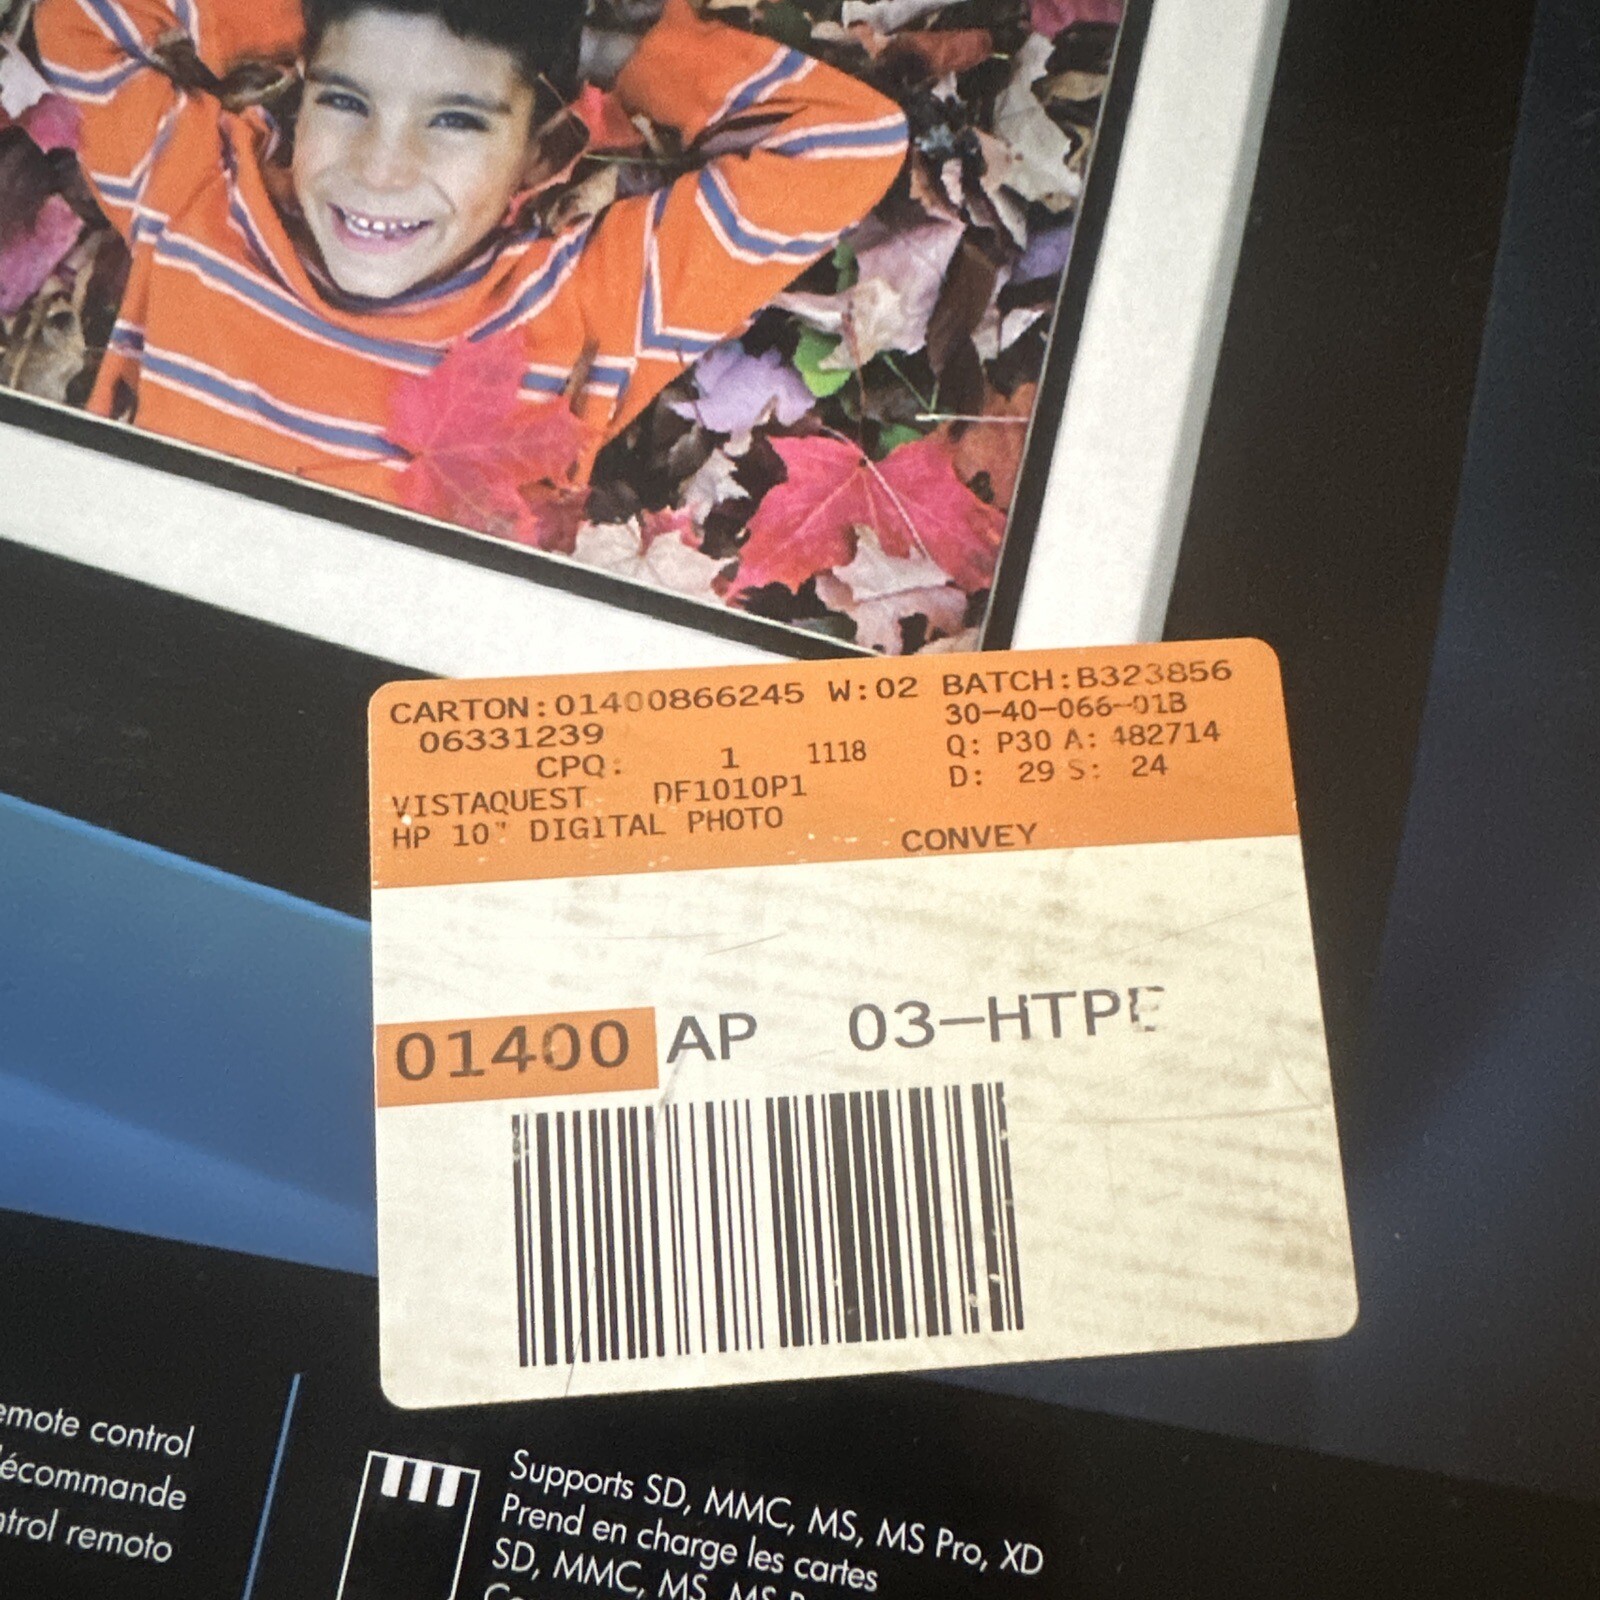 CARTON:01400866245 W:02 BATCH:B323856
06331239 30-40-066-01B
CPQ: 1 1118 Q: P30 A: 482714
VISTAQUEST DF1010P1 D: 29 S: 24
HP 10" DIGITAL PHOTO CONVEY
01400 AP 03-HTPE
emote control
écommande
ntrol remoto
Supports SD, MMC, MS, MS Pro, XD
Prend en charge les cartes
SD, MMC, MS, MS